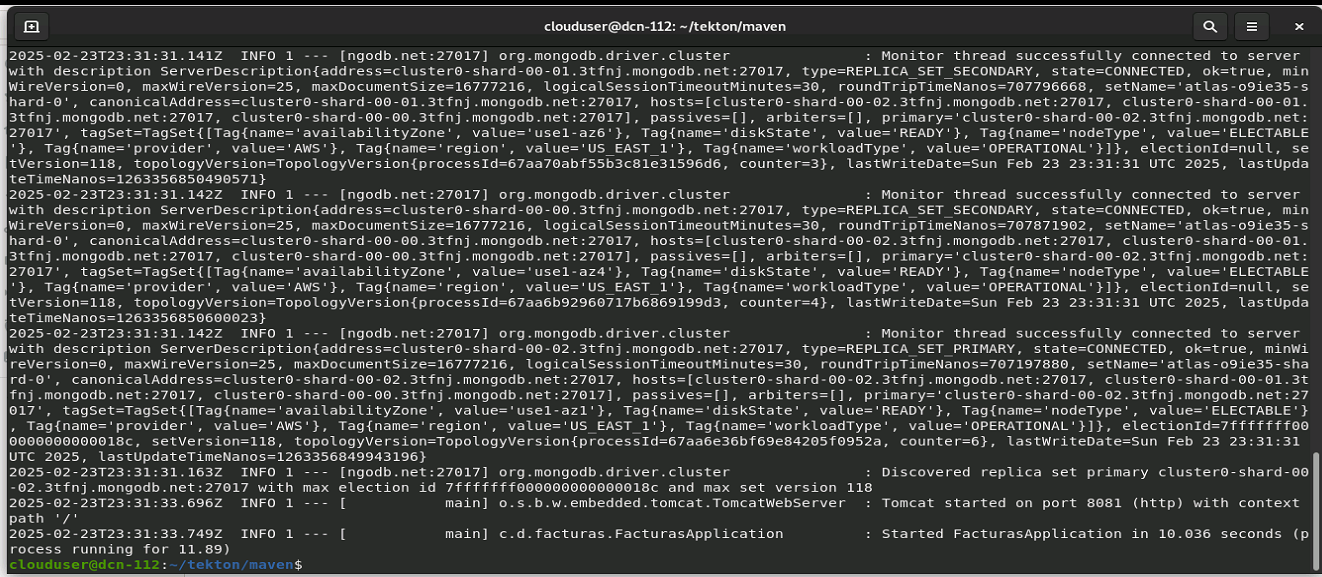 clouduser@dcn-112: ~/tekton/maven
2025-02-23T23:31:31.141Z  INFO 1 --- [ngodb.net:27017] org.mongodb.driver.cluster               : Monitor thread successfully connected to server
with description ServerDescription{address=cluster0-shard-00-01.3tfnj.mongodb.net:27017, type=REPLICA_SET_SECONDARY, state=CONNECTED, ok=true, min
WireVersion=0, maxWireVersion=25, maxDocumentSize=16777216, logicalSessionTimeoutMinutes=30, roundTripTimeNanos=707796668, setName='atlas-o9ie35-s
hard-0', canonicalAddress=cluster0-shard-00-01.3tfnj.mongodb.net:27017, hosts=[cluster0-shard-00-02.3tfnj.mongodb.net:27017, cluster0-shard-00-01.
3tfnj.mongodb.net:27017, cluster0-shard-00-00.3tfnj.mongodb.net:27017], passives=[], arbiters=[], primary='cluster0-shard-00-02.3tfnj.mongodb.net:
27017', tagSet=TagSet{[Tag{name='availabilityZone', value='use1-az6'}, Tag{name='diskState', value='READY'}, Tag{name='nodeType', value='ELECTABLE
'}, Tag{name='provider', value='AWS'}, Tag{name='region', value='US_EAST_1'}, Tag{name='workloadType', value='OPERATIONAL'}]}, electionId=null, se
tVersion=118, topologyVersion=TopologyVersion{processId=67aa70abf55b3c81e31596d6, counter=3}, lastWriteDate=Sun Feb 23 23:31:31 UTC 2025, lastUpda
teTimeNanos=1263356850490571}
2025-02-23T23:31:31.142Z  INFO 1 --- [ngodb.net:27017] org.mongodb.driver.cluster               : Monitor thread successfully connected to server
with description ServerDescription{address=cluster0-shard-00-00.3tfnj.mongodb.net:27017, type=REPLICA_SET_SECONDARY, state=CONNECTED, ok=true, min
WireVersion=0, maxWireVersion=25, maxDocumentSize=16777216, logicalSessionTimeoutMinutes=30, roundTripTimeNanos=707871902, setName='atlas-o9ie35-s
hard-0', canonicalAddress=cluster0-shard-00-00.3tfnj.mongodb.net:27017, hosts=[cluster0-shard-00-02.3tfnj.mongodb.net:27017, cluster0-shard-00-01.
3tfnj.mongodb.net:27017, cluster0-shard-00-00.3tfnj.mongodb.net:27017], passives=[], arbiters=[], primary='cluster0-shard-00-02.3tfnj.mongodb.net:
27017', tagSet=TagSet{[Tag{name='availabilityZone', value='use1-az4'}, Tag{name='diskState', value='READY'}, Tag{name='nodeType', value='ELECTABLE
'}, Tag{name='provider', value='AWS'}, Tag{name='region', value='US_EAST_1'}, Tag{name='workloadType', value='OPERATIONAL'}]}, electionId=null, se
tVersion=118, topologyVersion=TopologyVersion{processId=67aa6b92960717b6869199d3, counter=4}, lastWriteDate=Sun Feb 23 23:31:31 UTC 2025, lastUpda
teTimeNanos=1263356850600023}
2025-02-23T23:31:31.142Z  INFO 1 --- [ngodb.net:27017] org.mongodb.driver.cluster               : Monitor thread successfully connected to server
with description ServerDescription{address=cluster0-shard-00-02.3tfnj.mongodb.net:27017, type=REPLICA_SET_PRIMARY, state=CONNECTED, ok=true, minWi
reVersion=0, maxWireVersion=25, maxDocumentSize=16777216, logicalSessionTimeoutMinutes=30, roundTripTimeNanos=707197880, setName='atlas-o9ie35-sha
rd-0', canonicalAddress=cluster0-shard-00-02.3tfnj.mongodb.net:27017, hosts=[cluster0-shard-00-02.3tfnj.mongodb.net:27017, cluster0-shard-00-01.3t
fnj.mongodb.net:27017, cluster0-shard-00-00.3tfnj.mongodb.net:27017], passives=[], arbiters=[], primary='cluster0-shard-00-02.3tfnj.mongodb.net:27
017', tagSet=TagSet{[Tag{name='availabilityZone', value='use1-az1'}, Tag{name='diskState', value='READY'}, Tag{name='nodeType', value='ELECTABLE'}
, Tag{name='provider', value='AWS'}, Tag{name='region', value='US_EAST_1'}, Tag{name='workloadType', value='OPERATIONAL'}]}, electionId=7fffffff00
0000000000018c, setVersion=118, topologyVersion=TopologyVersion{processId=67aa6e36bf69e84205f0952a, counter=6}, lastWriteDate=Sun Feb 23 23:31:31
UTC 2025, lastUpdateTimeNanos=1263356849943196}
2025-02-23T23:31:31.163Z  INFO 1 --- [ngodb.net:27017] org.mongodb.driver.cluster               : Discovered replica set primary cluster0-shard-00
-02.3tfnj.mongodb.net:27017 with max election id 7fffffff000000000000018c and max set version 118
2025-02-23T23:31:33.696Z  INFO 1 --- [           main] o.s.b.w.embedded.tomcat.TomcatWebServer  : Tomcat started on port 8081 (http) with context
path '/'
2025-02-23T23:31:33.749Z  INFO 1 --- [           main] c.d.facturas.FacturasApplication         : Started FacturasApplication in 10.036 seconds (p
rocess running for 11.89)
clouduser@dcn-112:~/tekton/maven$